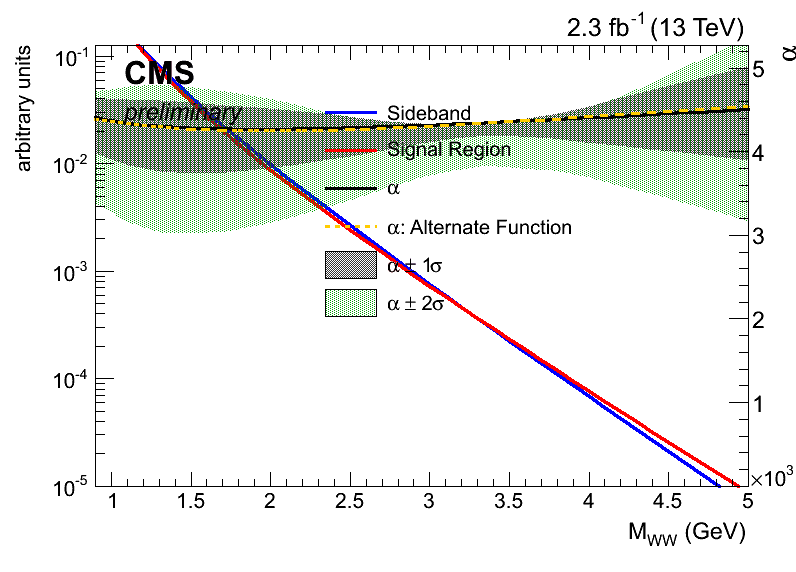 2.3 fb⁻¹ (13 TeV)
arbitrary units
α
CMS
preliminary
10⁻¹
10⁻²
10⁻³
10⁻⁴
10⁻⁵
Sideband
Signal Region
α
α: Alternate Function
α ± 1σ
α ± 2σ
5
4
3
2
1
×10³
1 1.5 2 2.5 3 3.5 4 4.5 5
M_WW (GeV)